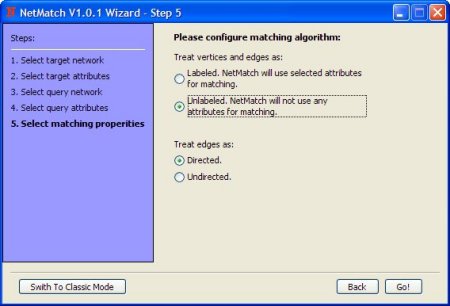 NetMatch V1.0.1 Wizard - Step 5
Steps:
1. Select target network
2. Select target attributes
3. Select query network
4. Select query attributes
5. Select matching properities
Please configure matching algorithm:
Treat vertices and edges as:
Labeled. NetMatch will use selected attributes
for matching.
Unlabeled. NetMatch will not use any
attributes for matching.
Treat edges as:
Directed.
Undirected.
Swith To Classic Mode
Back
Go!